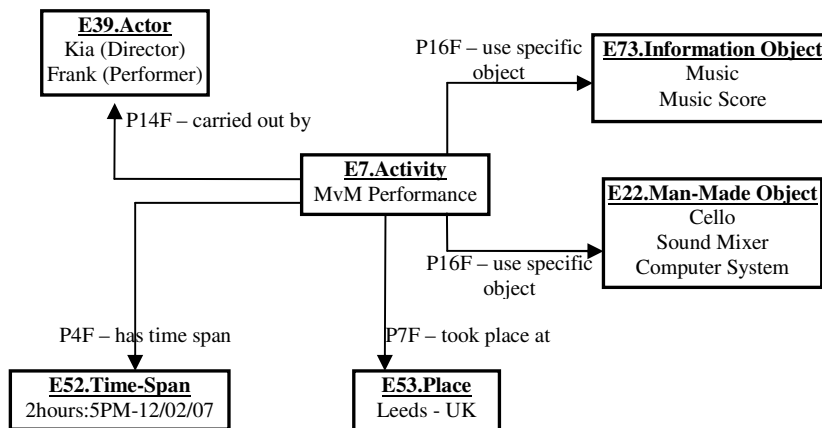 E39.Actor
Kia (Director)
Frank (Performer)
P16F – use specific
object
E73.Information Object
Music
Music Score
P14F – carried out by
E7.Activity
MvM Performance
E22.Man-Made Object
Cello
Sound Mixer
Computer System
P16F – use specific
object
P4F – has time span
P7F – took place at
E52.Time-Span
2hours:5PM-12/02/07
E53.Place
Leeds - UK